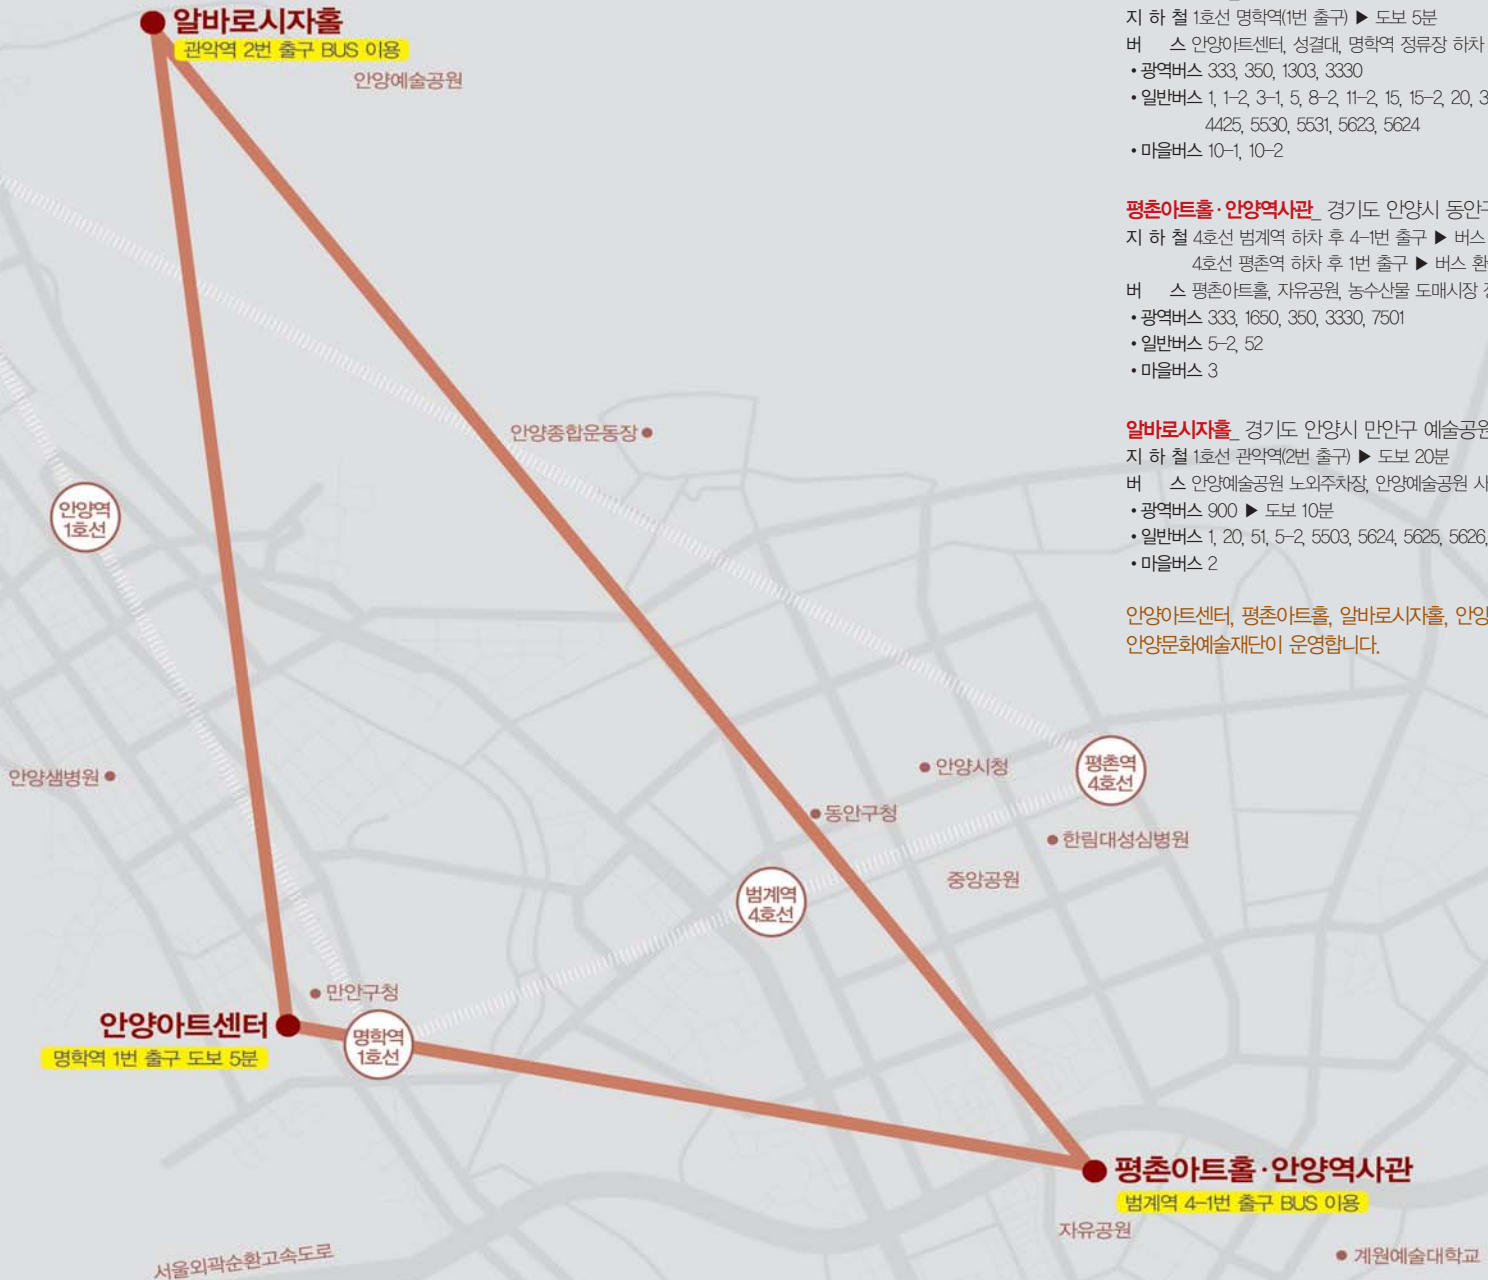 알바로시자홀
관악역 2번 출구 BUS 이용
안양예술공원
안양종합운동장
안양역
1호선
안양샘병원
안양시청
평촌역
4호선
동안구청
한림대성심병원
중앙공원
범계역
4호선
만안구청
안양아트센터
명학역 1번 출구 도보 5분
명학역
1호선
평촌아트홀·안양역사관
범계역 4-1번 출구 BUS 이용
자유공원
서울외곽순환고속도로
계원예술대학교
지 하 철 1호선 명학역(1번 출구) ▶ 도보 5분
버 스 안양아트센터, 성결대, 명학역 정류장 하차
•광역버스 333, 350, 1303, 3330
•일반버스 1, 1-2, 3-1, 5, 8-2, 11-2, 15, 15-2, 20, 3
4425, 5530, 5531, 5623, 5624
•마을버스 10-1, 10-2
평촌아트홀·안양역사관_ 경기도 안양시 동안구
지 하 철 4호선 범계역 하차 후 4-1번 출구 ▶ 버스
4호선 평촌역 하차 후 1번 출구 ▶ 버스 환
버 스 평촌아트홀, 자유공원, 농수산물 도매시장
•광역버스 333, 1650, 350, 3330, 7501
•일반버스 5-2, 52
•마을버스 3
알바로시자홀_ 경기도 안양시 만안구 예술공원
지 하 철 1호선 관악역(2번 출구) ▶ 도보 20분
버 스 안양예술공원 노외주차장, 안양예술공원 사
•광역버스 900 ▶ 도보 10분
•일반버스 1, 20, 51, 5-2, 5503, 5624, 5625, 5626,
•마을버스 2
안양아트센터, 평촌아트홀, 알바로시자홀, 안양
안양문화예술재단이 운영합니다.